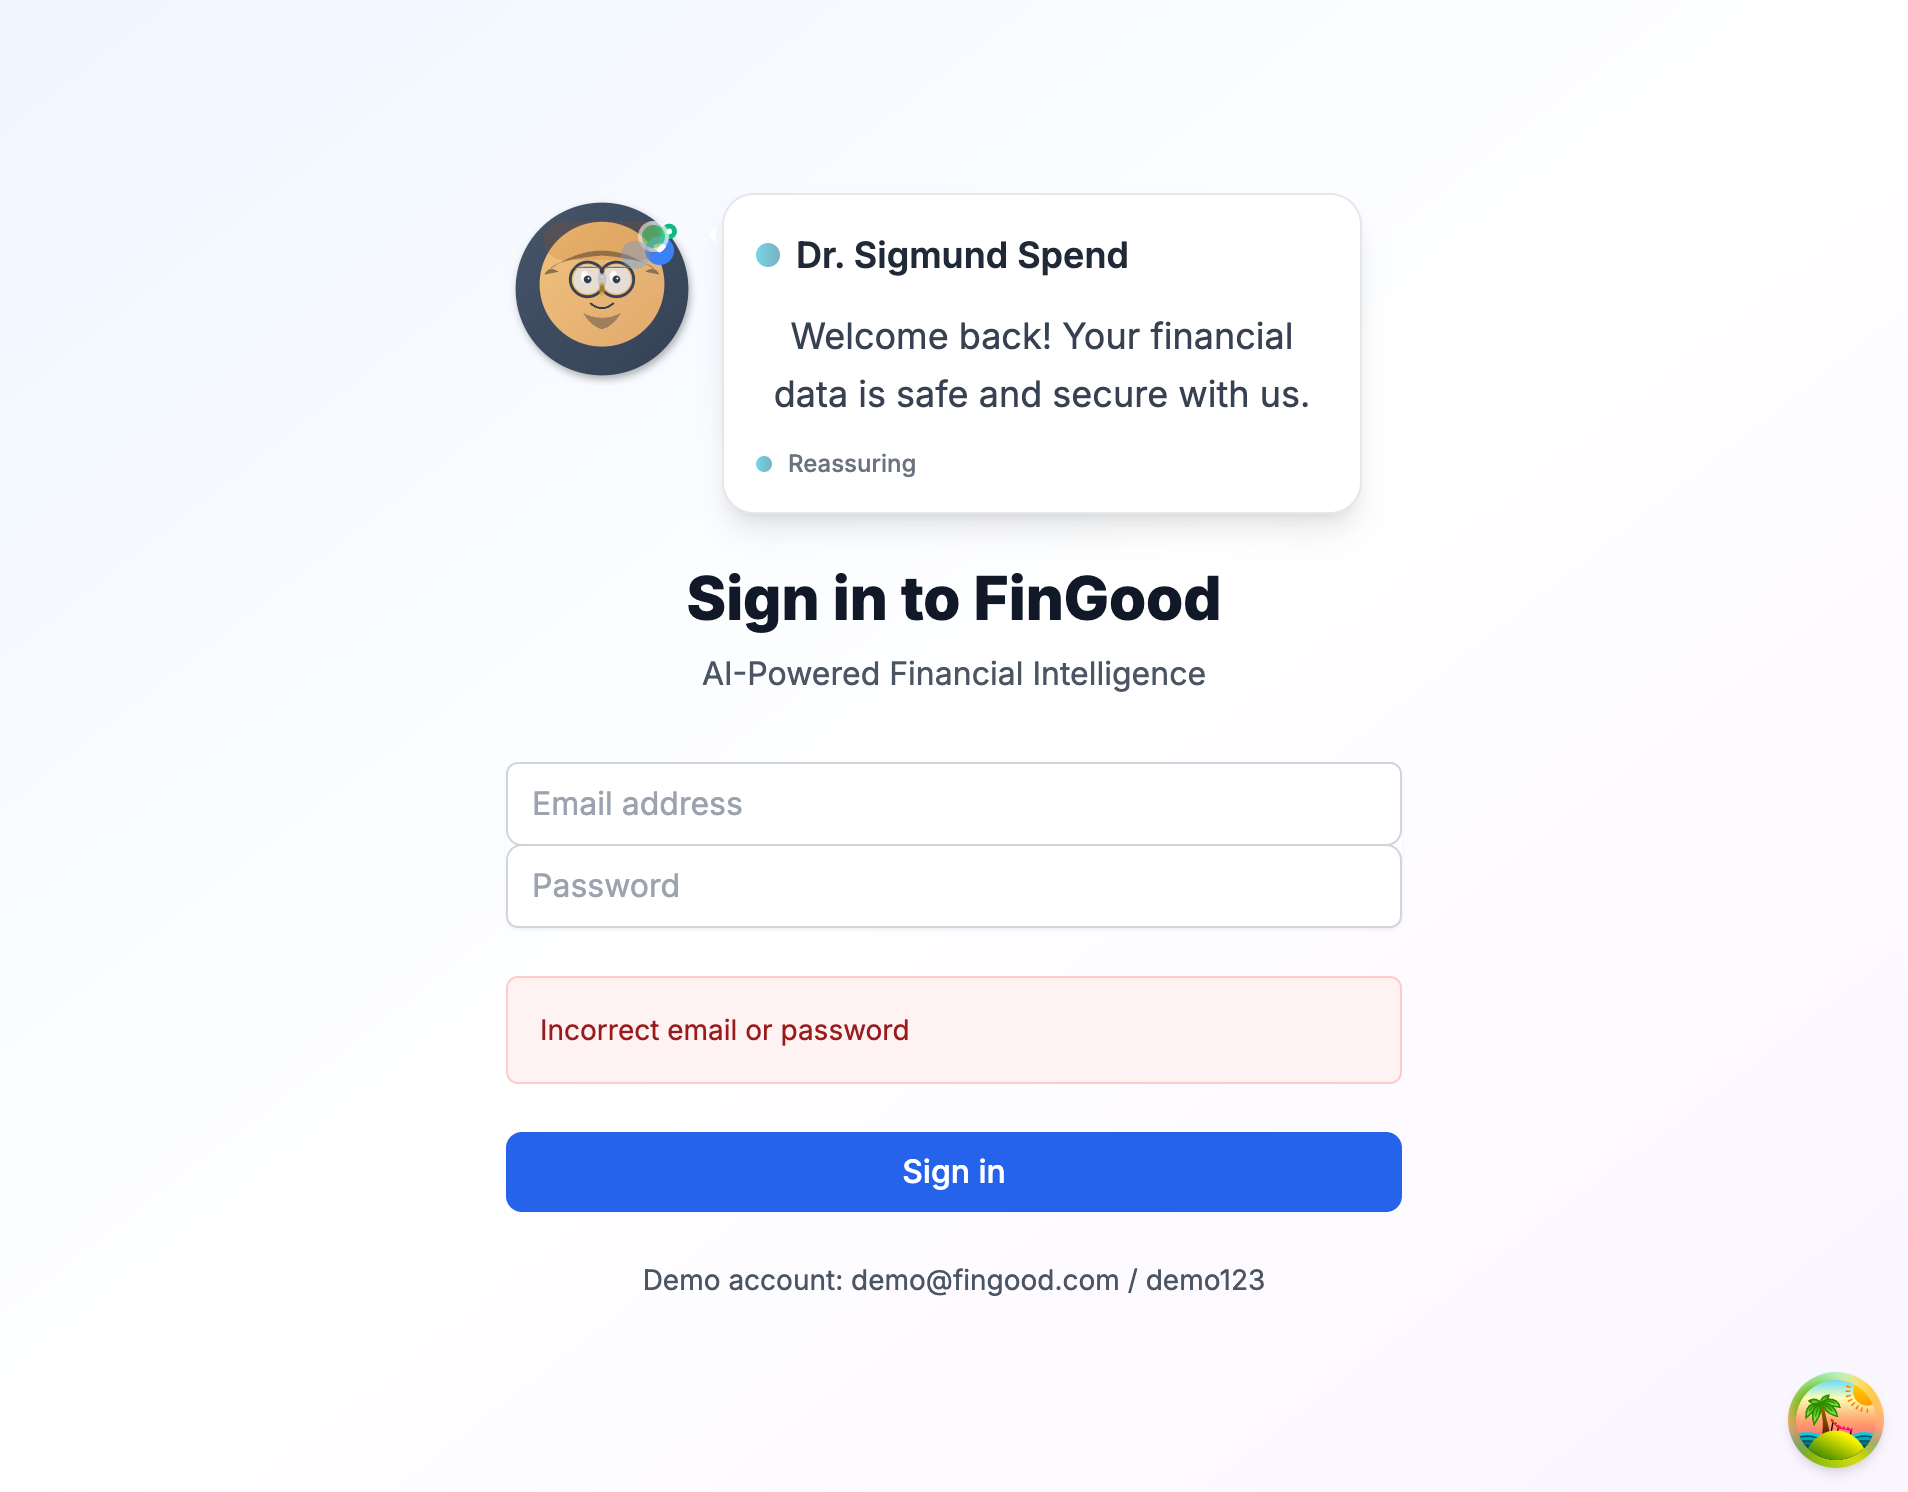 Dr. Sigmund Spend
Welcome back! Your financial
data is safe and secure with us.
Reassuring
Sign in to FinGood
AI-Powered Financial Intelligence
Email address
Password
Incorrect email or password
Sign in
Demo account: demo@fingood.com / demo123